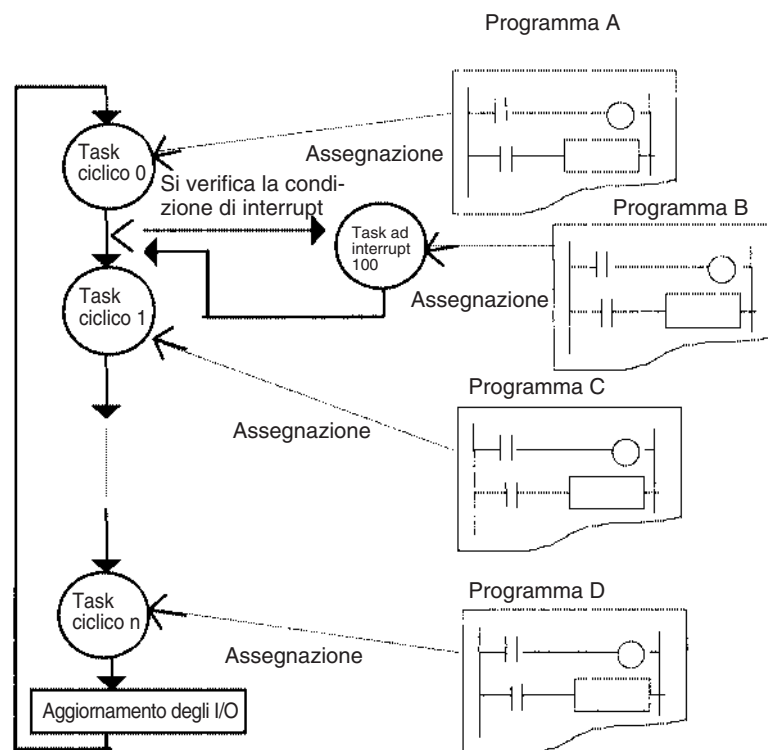 Programma A
Task
ciclico 0
Assegnazione
Si verifica la condi-
zione di interrupt
Programma B
Task ad
interrupt
100
Assegnazione
Task
ciclico 1
Programma C
Assegnazione
Task
ciclico n
Programma D
Assegnazione
Aggiornamento degli I/O